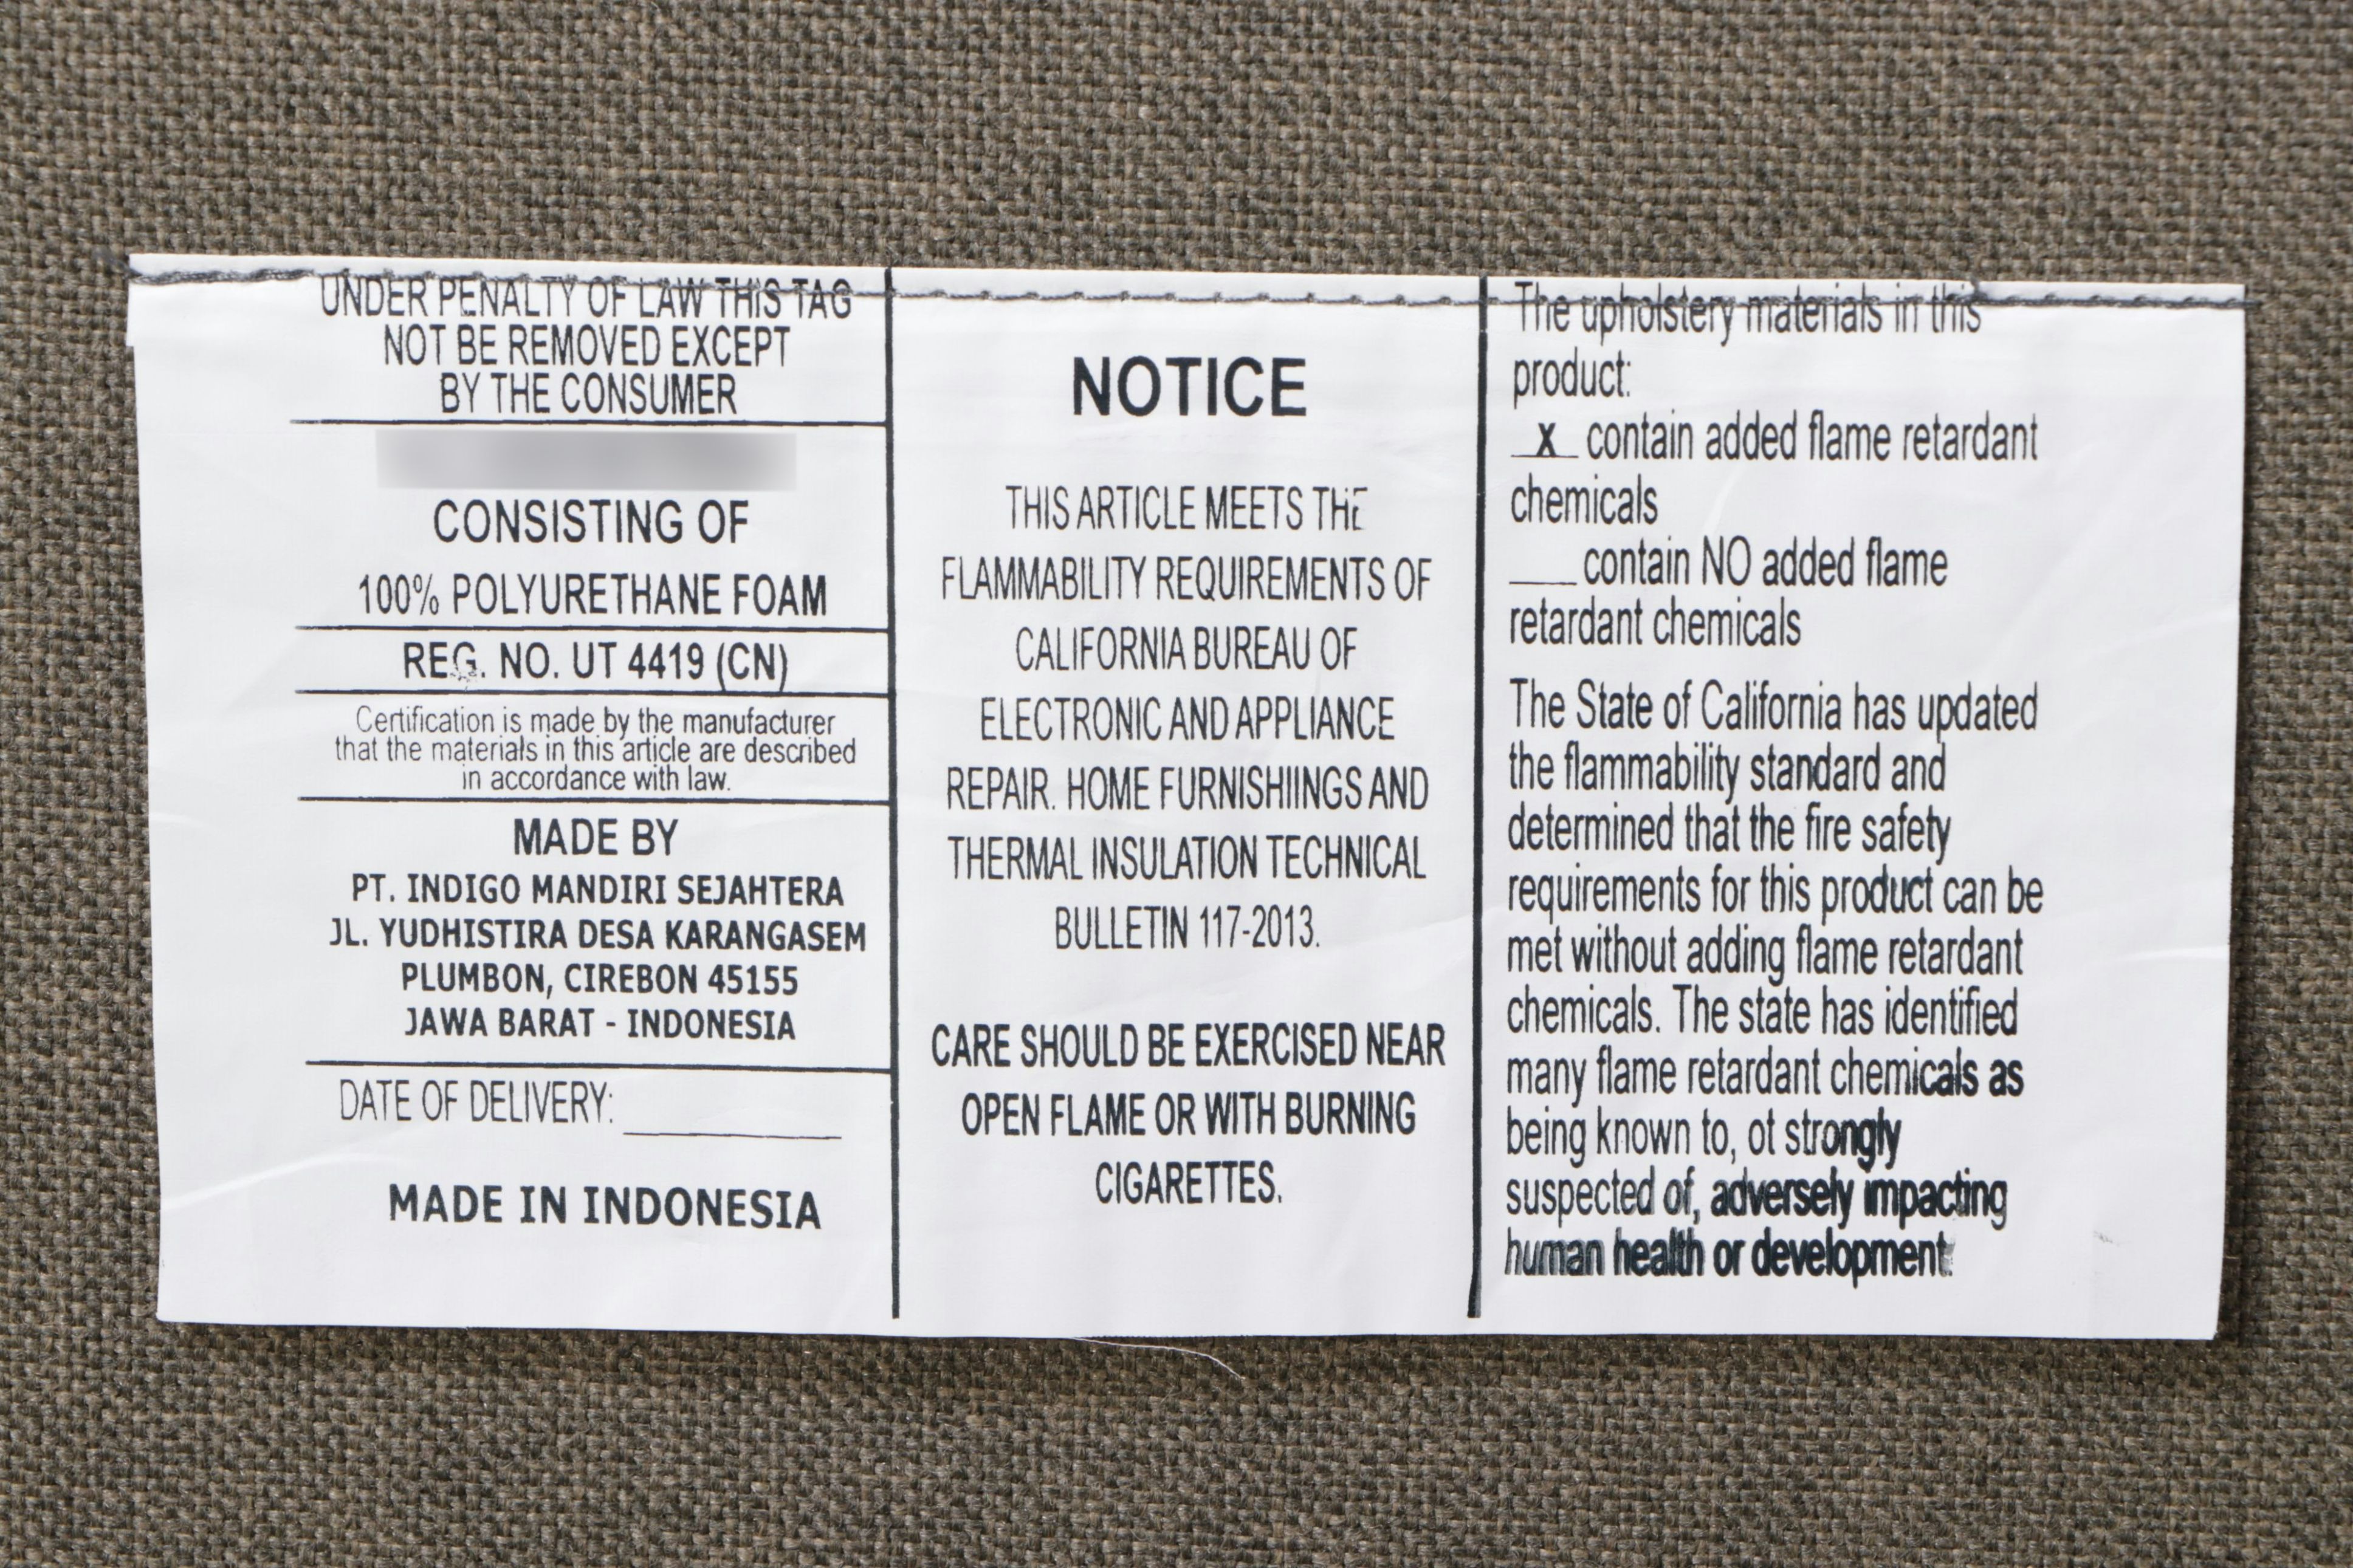 UNDER PENALTY OF LAW THIS TAG
NOT BE REMOVED EXCEPT
BY THE CONSUMER
CONSISTING OF
100% POLYURETHANE FOAM
REG. NO. UT 4419 (CN)
Certification is made by the manufacturer
that the materials in this article are described
in accordance with law.
MADE BY
PT. INDIGO MANDIRI SEJAHTERA
JL. YUDHISTIRA DESA KARANGASEM
PLUMBON, CIREBON 45155
JAWA BARAT - INDONESIA
DATE OF DELIVERY: ________
MADE IN INDONESIA
NOTICE
THIS ARTICLE MEETS THE
FLAMMABILITY REQUIREMENTS OF
CALIFORNIA BUREAU OF
ELECTRONIC AND APPLIANCE
REPAIR. HOME FURNISHIINGS AND
THERMAL INSULATION TECHNICAL
BULLETIN 117-2013.
CARE SHOULD BE EXERCISED NEAR
OPEN FLAME OR WITH BURNING
CIGARETTES.
The upholstery materials in this
product:
_x_ contain added flame retardant
chemicals
___ contain NO added flame
retardant chemicals
The State of California has updated
the flammability standard and
determined that the fire safety
requirements for this product can be
met without adding flame retardant
chemicals. The state has identified
many flame retardant chemicals as
being known to, ot strongly
suspected of, adversely impacting
human health or development.